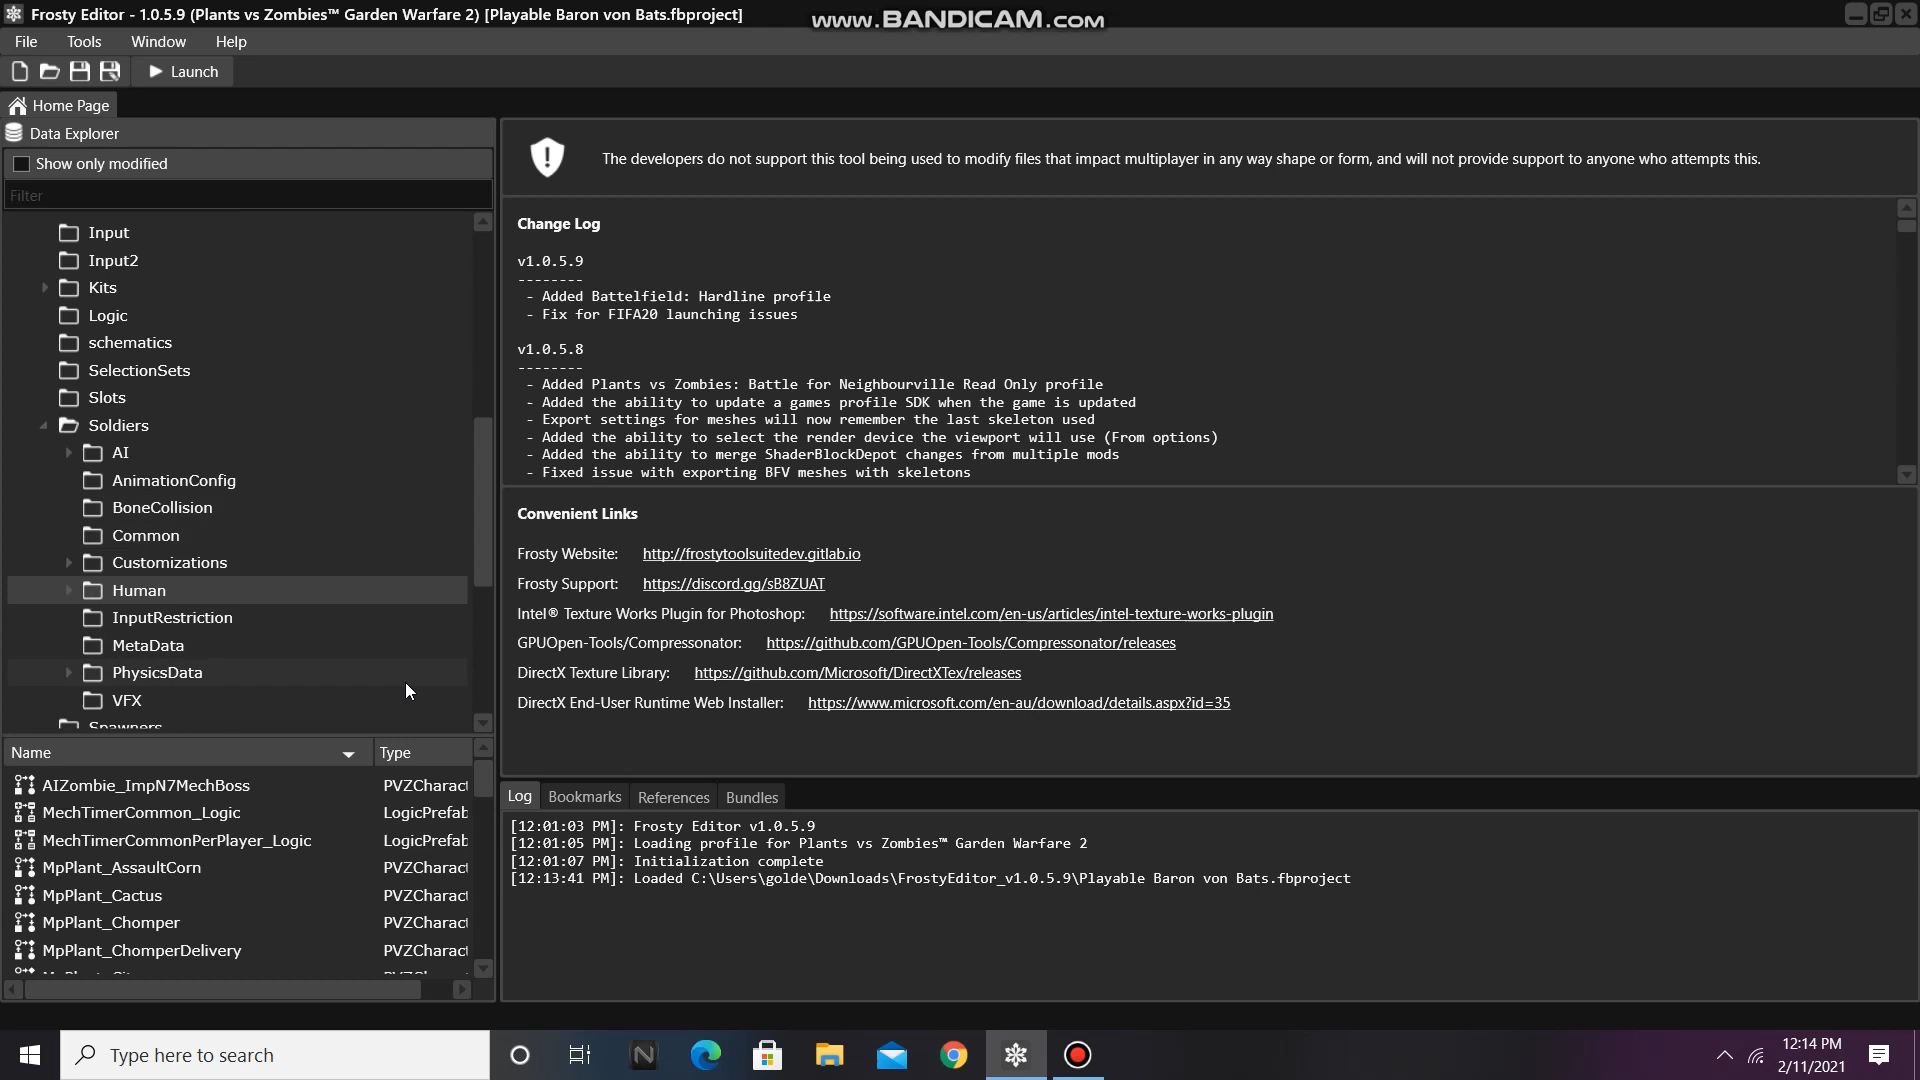 Frosty Editor - 1.0.5.9 (Plants vs Zombies™ Garden Warfare 2) [Playable Baron von Bats.fbproject]
www.BANDICAM.com
File Tools Window Help
Launch
Home Page
Data Explorer
Show only modified
Filter
Input
Input2
Kits
Logic
schematics
SelectionSets
Slots
Soldiers
AI
AnimationConfig
BoneCollision
Common
Customizations
Human
InputRestriction
MetaData
PhysicsData
VFX
Spawners
Name Type
AIZombie_ImpN7MechBoss PVZCharact
MechTimerCommon_Logic LogicPrefab
MechTimerCommonPerPlayer_Logic LogicPrefab
MpPlant_AssaultCorn PVZCharact
MpPlant_Cactus PVZCharact
MpPlant_Chomper PVZCharact
MpPlant_ChomperDelivery PVZCharact
The developers do not support this tool being used to modify files that impact multiplayer in any way shape or form, and will not provide support to anyone who attempts this.
Change Log
v1.0.5.9
--------
- Added Battelfield: Hardline profile
- Fix for FIFA20 launching issues
v1.0.5.8
--------
- Added Plants vs Zombies: Battle for Neighbourville Read Only profile
- Added the ability to update a games profile SDK when the game is updated
- Export settings for meshes will now remember the last skeleton used
- Added the ability to select the render device the viewport will use (From options)
- Added the ability to merge ShaderBlockDepot changes from multiple mods
- Fixed issue with exporting BFV meshes with skeletons
Convenient Links
Frosty Website: http://frostytoolsuitedev.gitlab.io
Frosty Support: https://discord.gg/sB8ZUAT
Intel® Texture Works Plugin for Photoshop: https://software.intel.com/en-us/articles/intel-texture-works-plugin
GPUOpen-Tools/Compressonator: https://github.com/GPUOpen-Tools/Compressonator/releases
DirectX Texture Library: https://github.com/Microsoft/DirectXTex/releases
DirectX End-User Runtime Web Installer: https://www.microsoft.com/en-au/download/details.aspx?id=35
Log Bookmarks References Bundles
[12:01:03 PM]: Frosty Editor v1.0.5.9
[12:01:05 PM]: Loading profile for Plants vs Zombies™ Garden Warfare 2
[12:01:07 PM]: Initialization complete
[12:13:41 PM]: Loaded C:\Users\golde\Downloads\FrostyEditor_v1.0.5.9\Playable Baron von Bats.fbproject
Type here to search
12:14 PM
2/11/2021